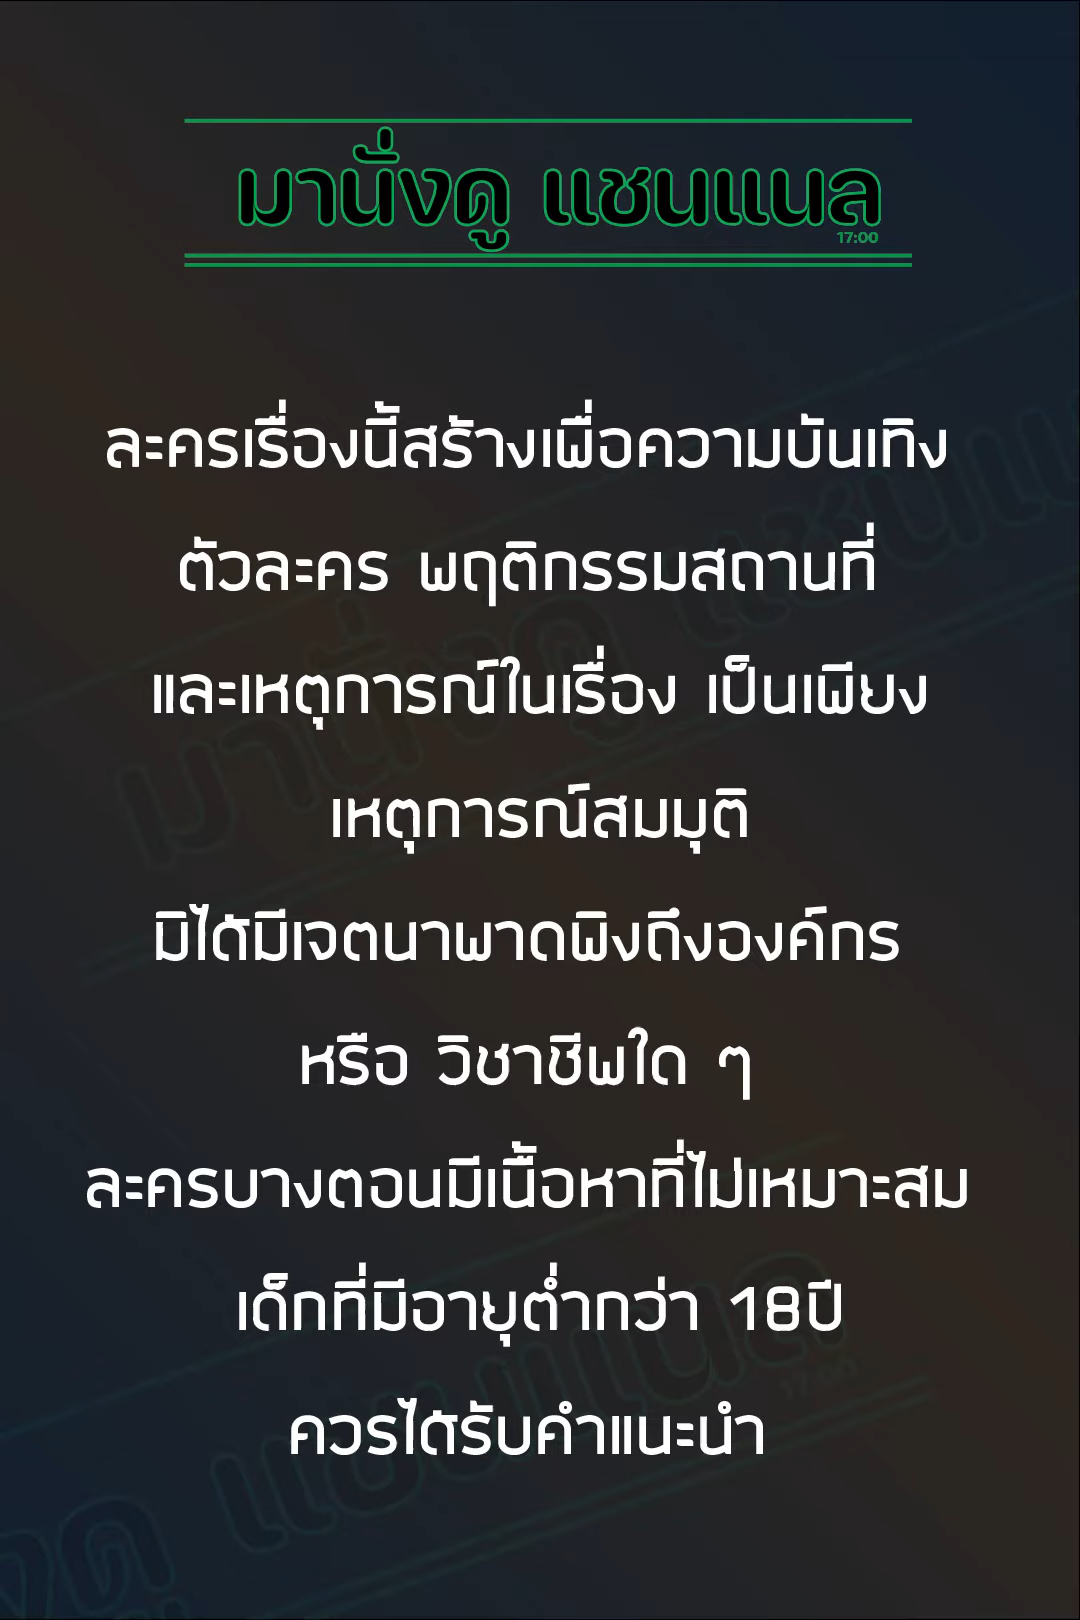 มานั่งดู แชนแนล
17:00
ละครเรื่องนี้สร้างเพื่อความบันเทิง
ตัวละคร พฤติกรรมสถานที่
และเหตุการณ์ในเรื่อง เป็นเพียง
เหตุการณ์สมมุติ
มิได้มีเจตนาพาดพิงถึงองค์กร
หรือ วิชาชีพใด ๆ
ละครบางตอนมีเนื้อหาที่ไม่เหมาะสม
เด็กที่มีอายุต่ำกว่า 18ปี
ควรได้รับคำแนะนำ